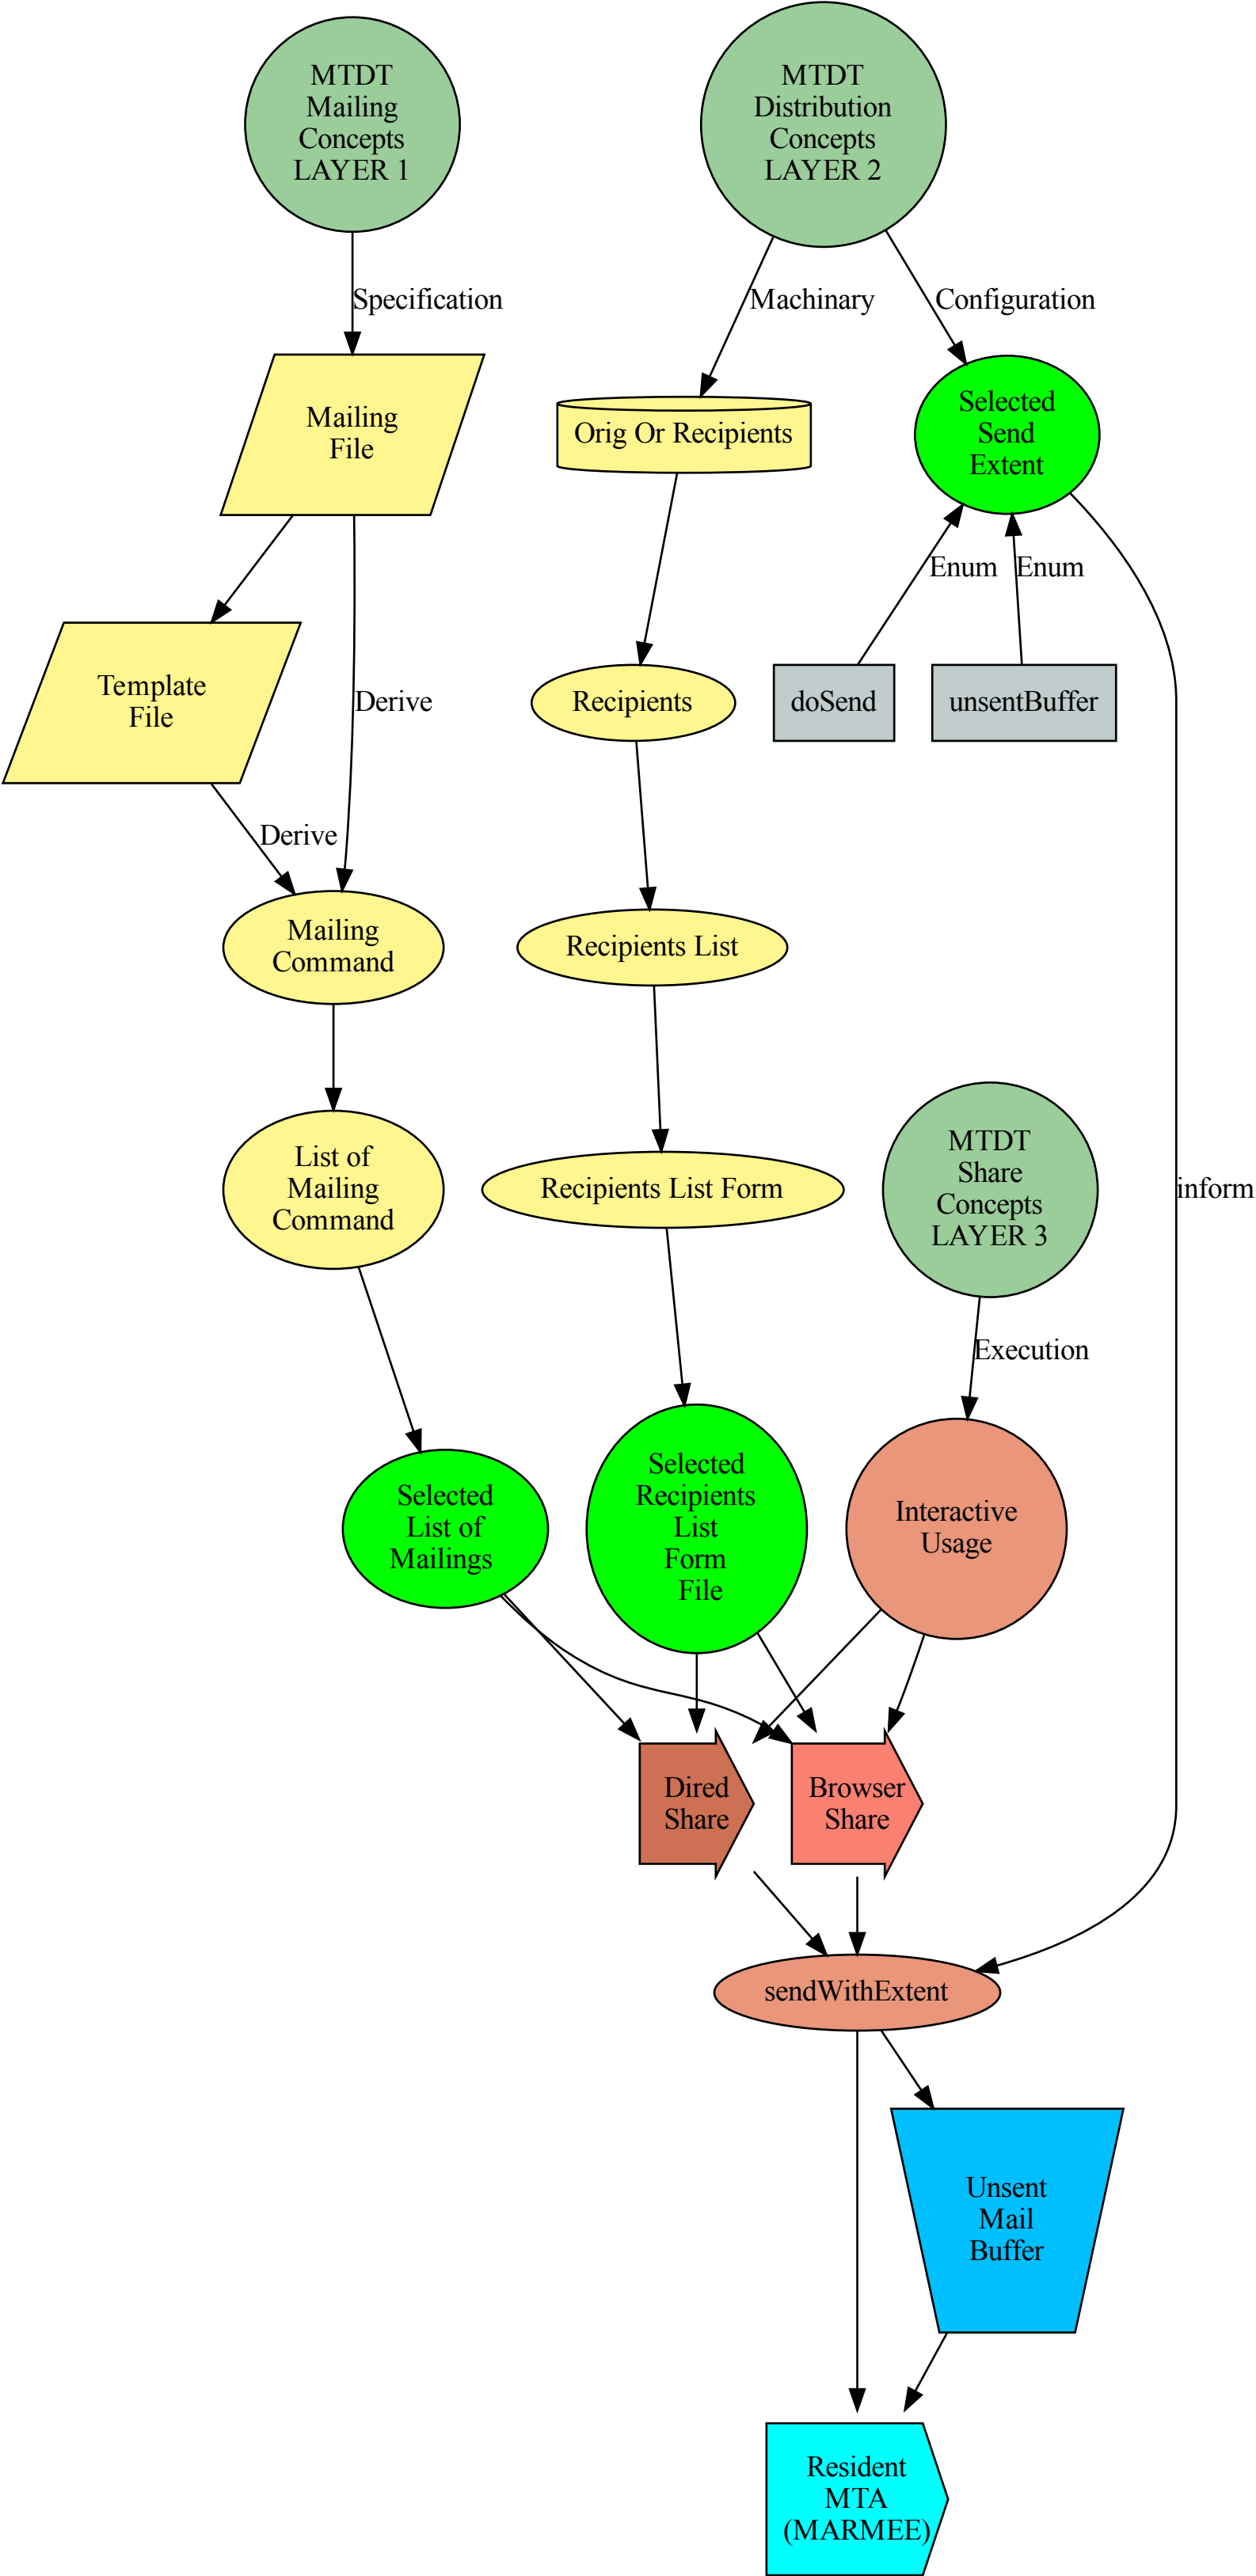 MTDT
Mailing
Concepts
LAYER 1
MTDT
Distribution
Concepts
LAYER 2
Specification
Machinary
Configuration
Mailing
File
Orig Or Recipients
Selected
Send
Extent
Enum
Enum
Template
File
Derive
Recipients
doSend
unsentBuffer
Derive
Mailing
Command
Recipients List
List of
Mailing
Command
Recipients List Form
MTDT
Share
Concepts
LAYER 3
inform
Execution
Selected
List of
Mailings
Selected
Recipients
List
Form
File
Interactive
Usage
Dired
Share
Browser
Share
sendWithExtent
Unsent
Mail
Buffer
Resident
MTA
(MARMEE)